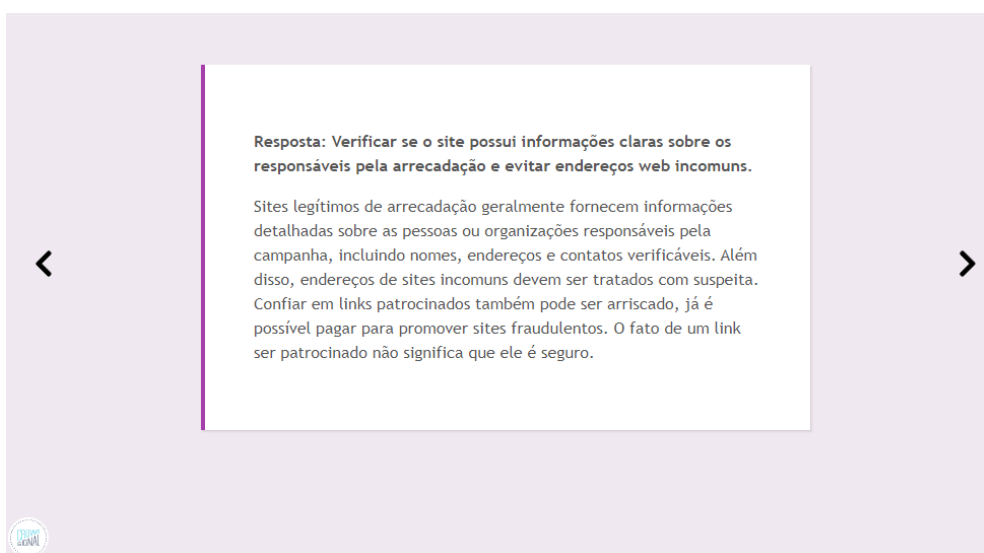 Resposta: Verificar se o site possui informações claras sobre os
responsáveis pela arrecadação e evitar endereços web incomuns.
Sites legítimos de arrecadação geralmente fornecem informações
detalhadas sobre as pessoas ou organizações responsáveis pela
campanha, incluindo nomes, endereços e contatos verificáveis. Além
disso, endereços de sites incomuns devem ser tratados com suspeita.
Confiar em links patrocinados também pode ser arriscado, já é
possível pagar para promover sites fraudulentos. O fato de um link
ser patrocinado não significa que ele é seguro.